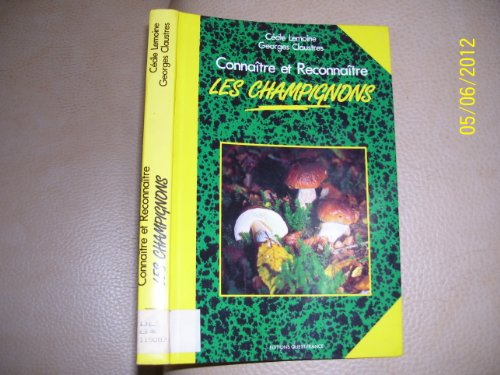 Cécile Lemoine
Georges Claustres
Connaître et Reconnaître
LES CHAMPIGNONS
EDITIONS OUEST-FRANCE
Cécile Lemoine
Georges Claustres
Connaître et Reconnaître
LES CHAMPIGNONS
05/06/2012